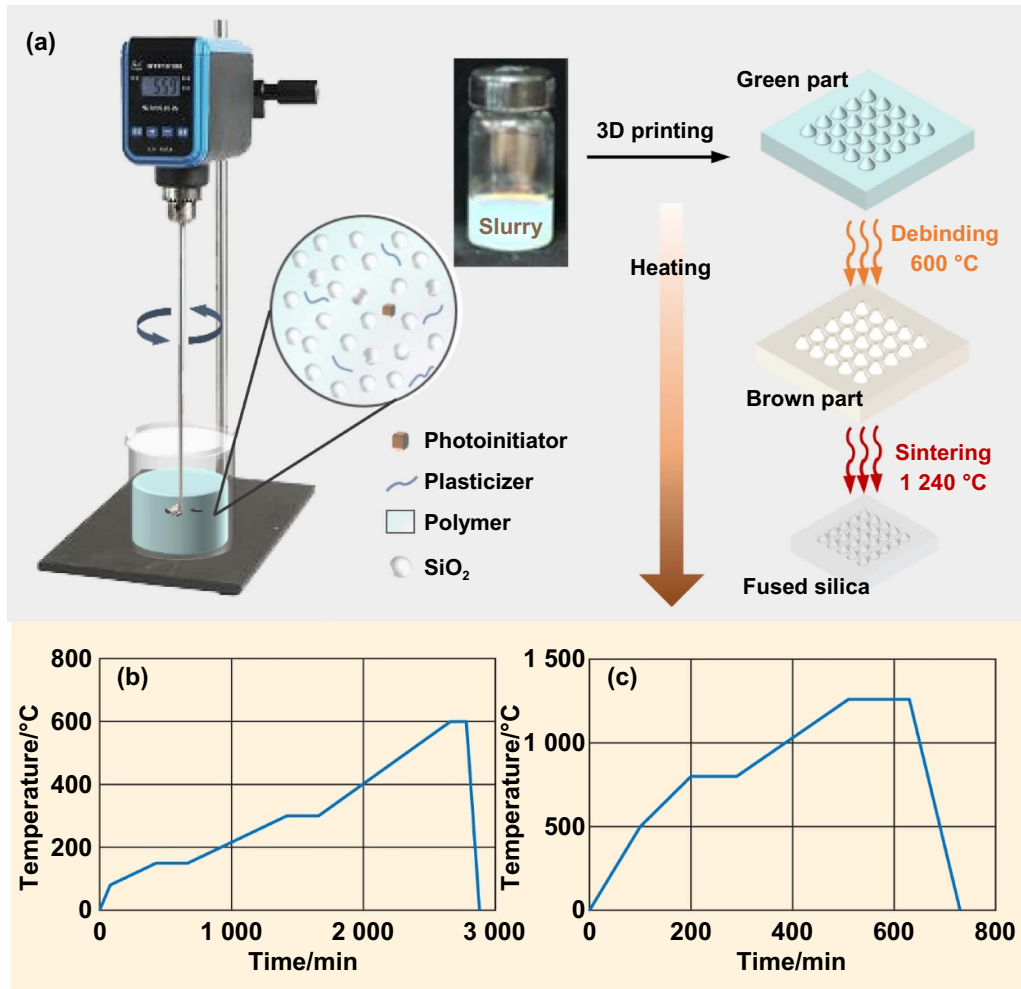 (a)
559
Slurry
3D printing
Green part
Heating
Debinding
600 °C
Brown part
Sintering
1 240 °C
Fused silica
Photoinitiator
Plasticizer
Polymer
SiO₂
(b)
Temperature/°C
800
600
400
200
0
0
1 000
2 000
3 000
Time/min
(c)
Temperature/°C
1 500
1 000
500
0
0
200
400
600
800
Time/min